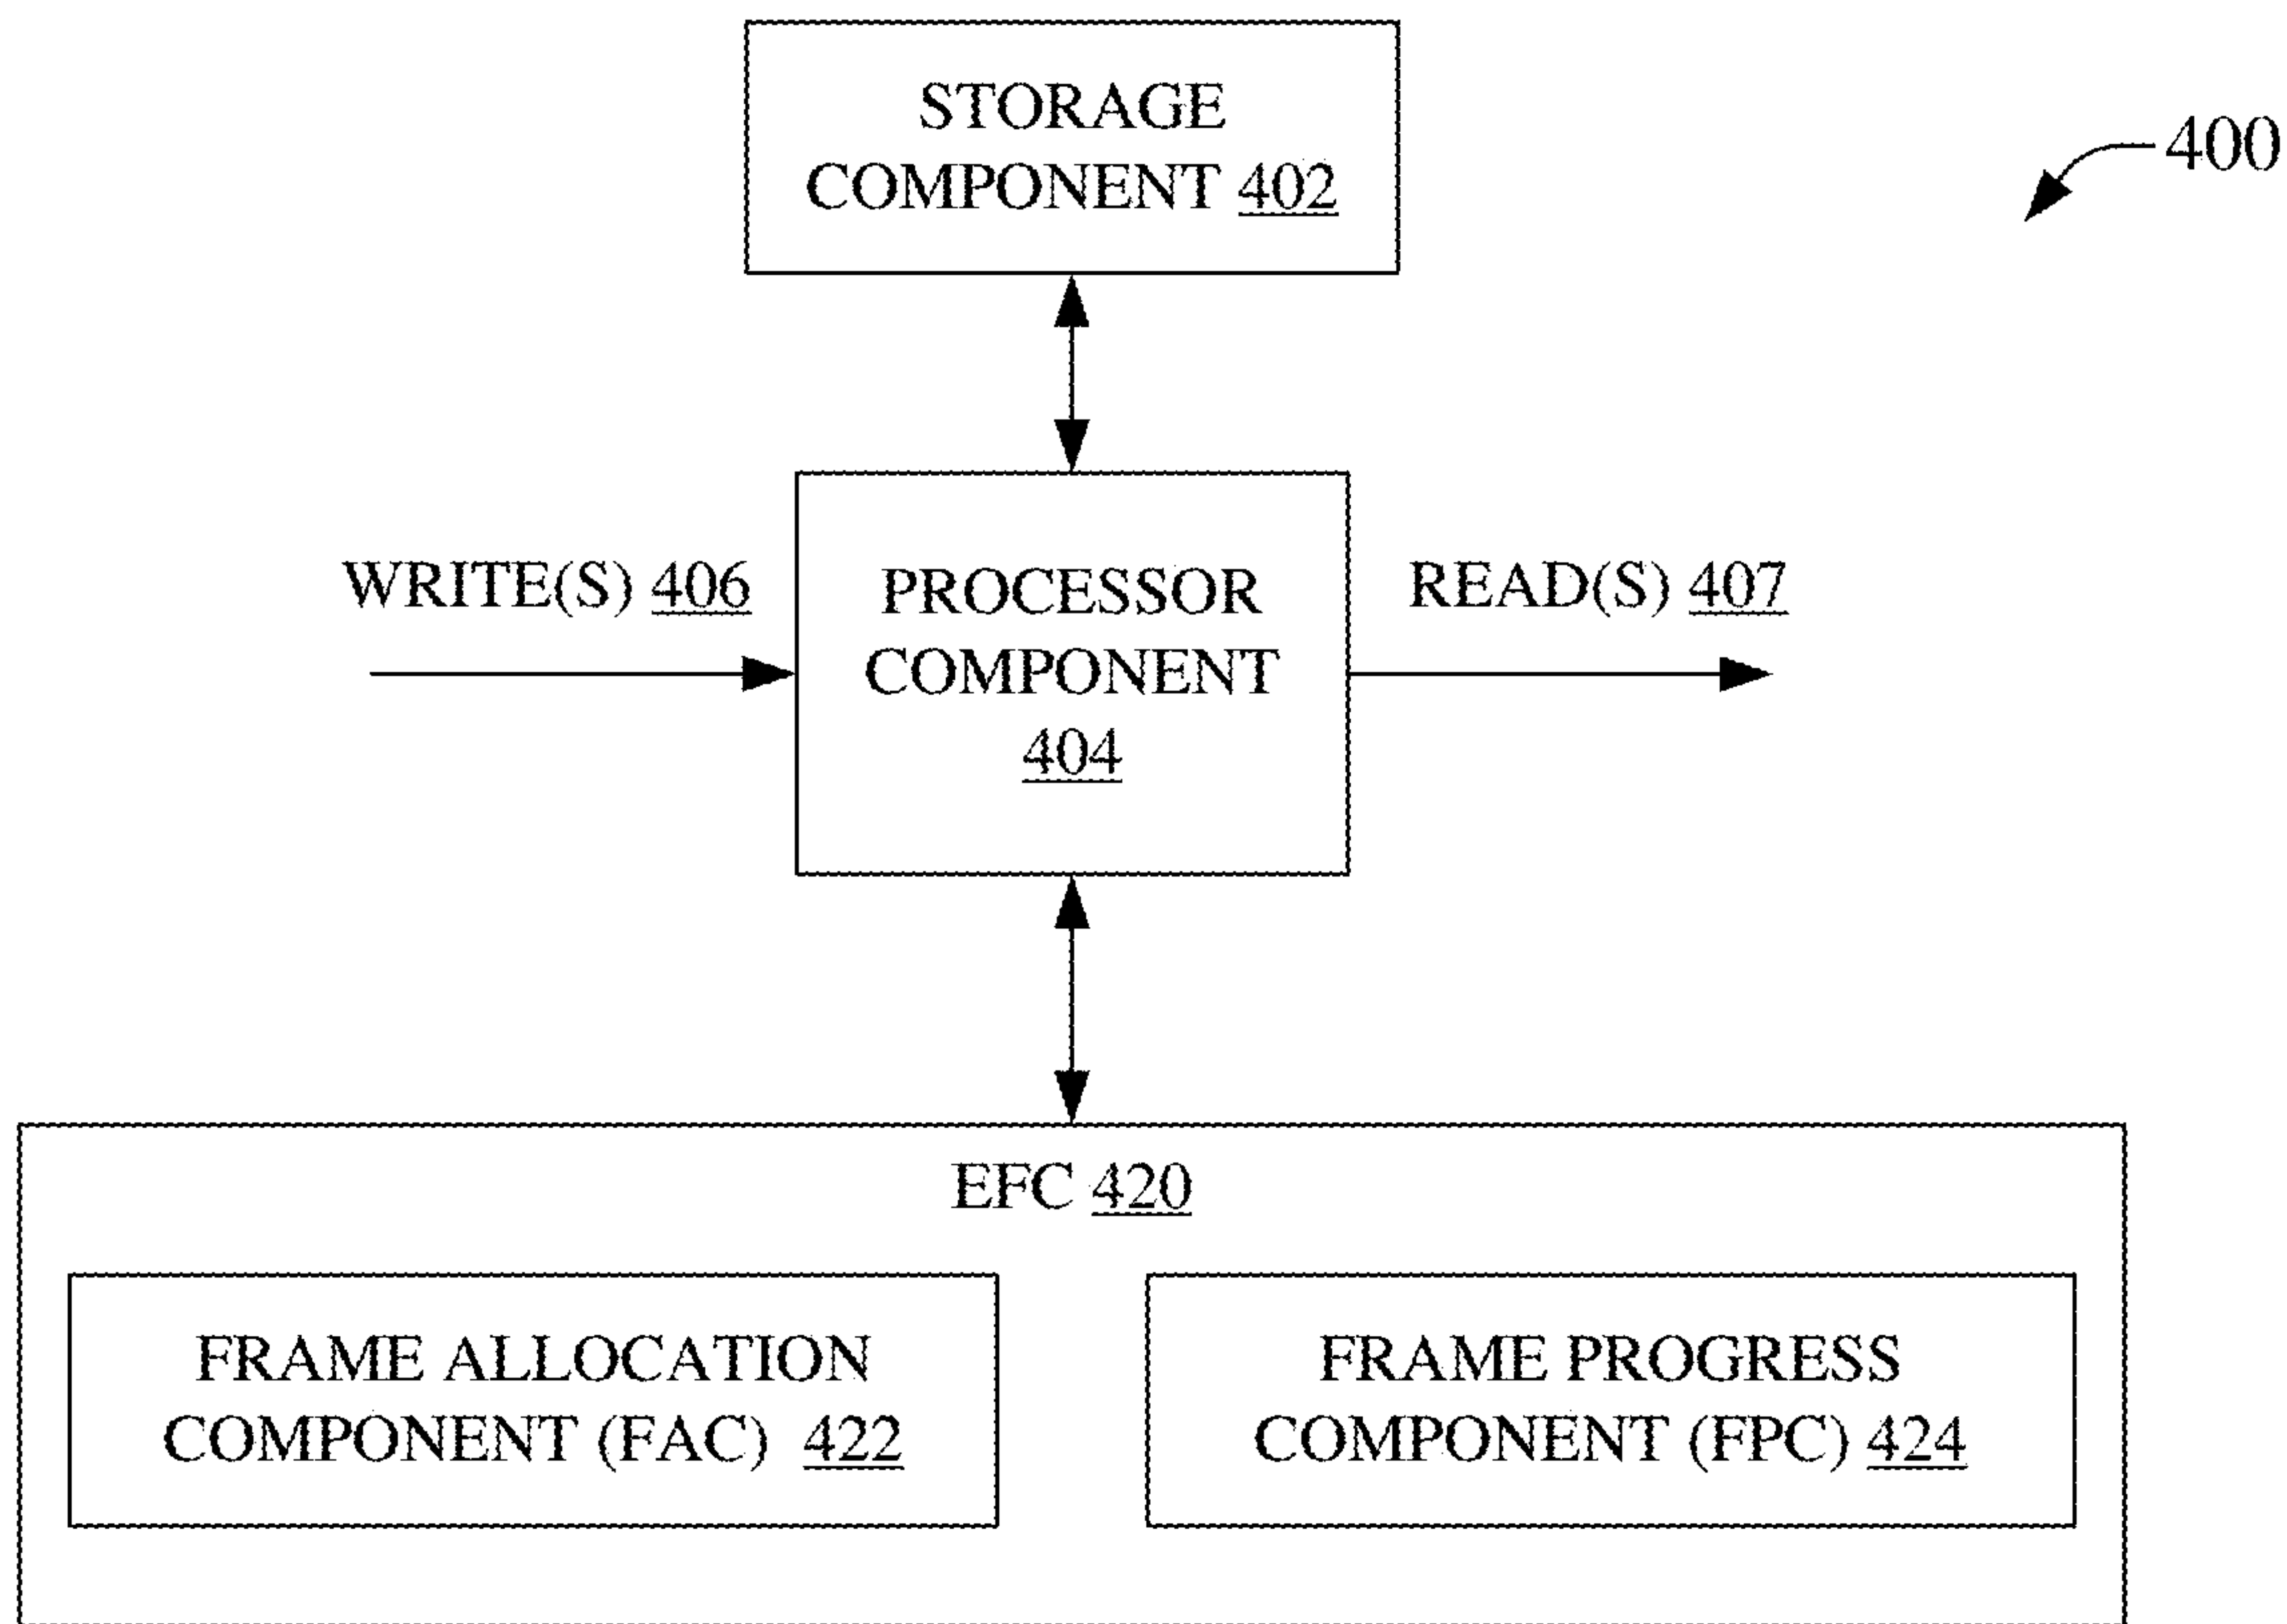 STORAGE
COMPONENT 402
400
WRITE(S) 406
PROCESSOR
COMPONENT
404
READ(S) 407
EFC 420
FRAME ALLOCATION
COMPONENT (FAC) 422
FRAME PROGRESS
COMPONENT (FPC) 424